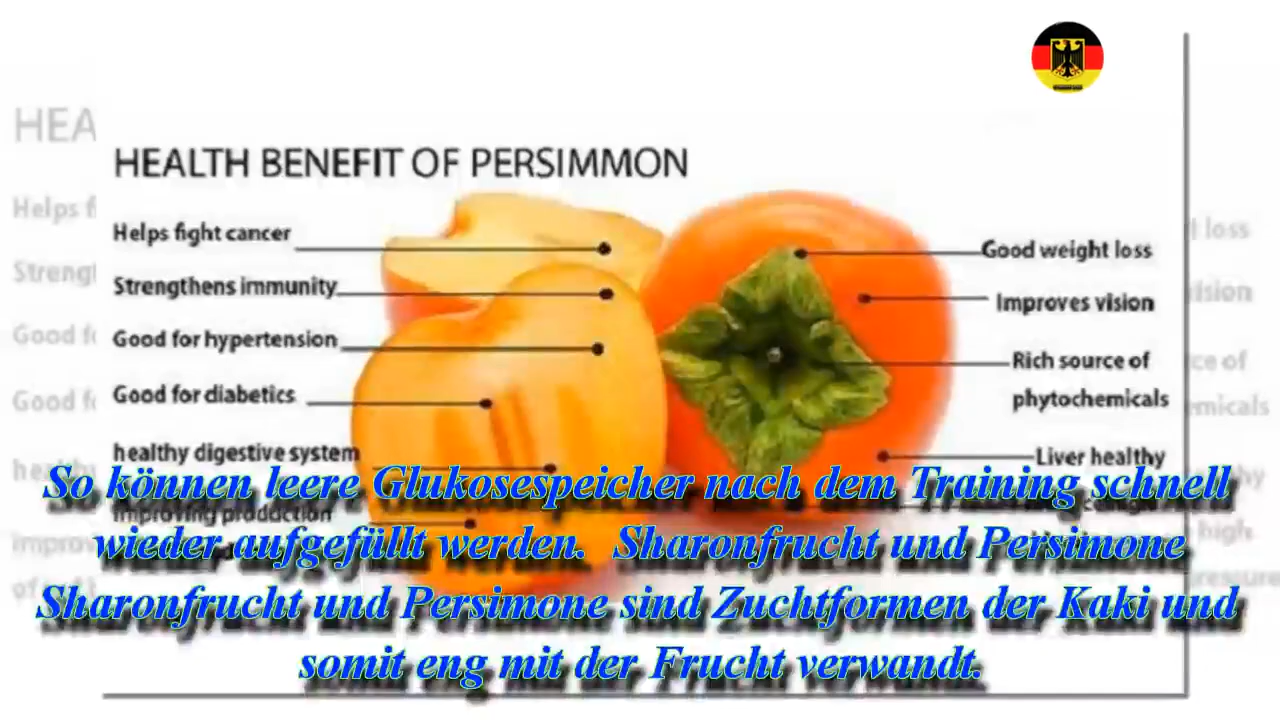 HEALTH BENEFIT OF PERSIMMON
Helps fight cancer
Strengthens immunity
Good for hypertension
Good for diabetics
healthy digestive system
improving production
Good weight loss
Improves vision
Rich source of
phytochemicals
Liver healthy
So können leere Glukosespeicher nach dem Training schnell
wieder aufgefüllt werden. Sharonfrucht und Persimone
Sharonfrucht und Persimone sind Zuchtformen der Kaki und
somit eng mit der Frucht verwandt.